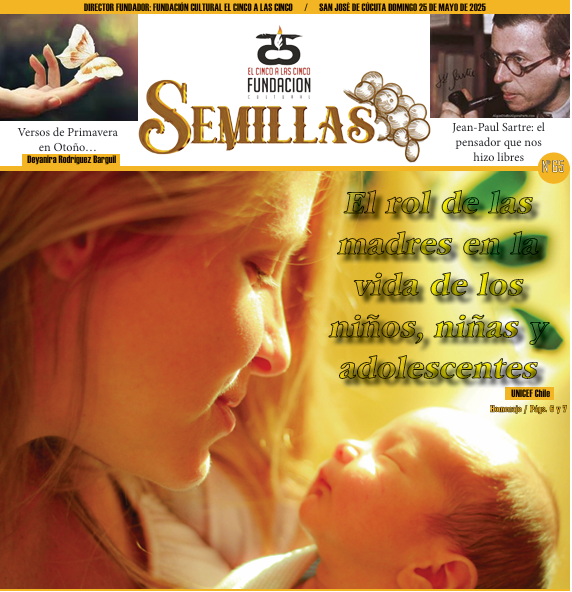 DIRECTOR FUNDADOR: FUNDACIÓN CULTURAL EL CINCO A LAS CINCO / SAN JOSÉ DE CÚCUTA DOMINGO 25 DE MAYO DE 2025
EL CINCO A LAS CINCO
FUNDACION
CULTURAL
SEMILLAS
Versos de Primavera
en Otoño…
Deyanira Rodríguez Barguil
Jean-Paul Sartre: el
pensador que nos
hizo libres
El rol de las
madres en la
vida de los
niños, niñas y
adolescentes
UNICEF Chile
Homenaje / Págs. 6 y 7